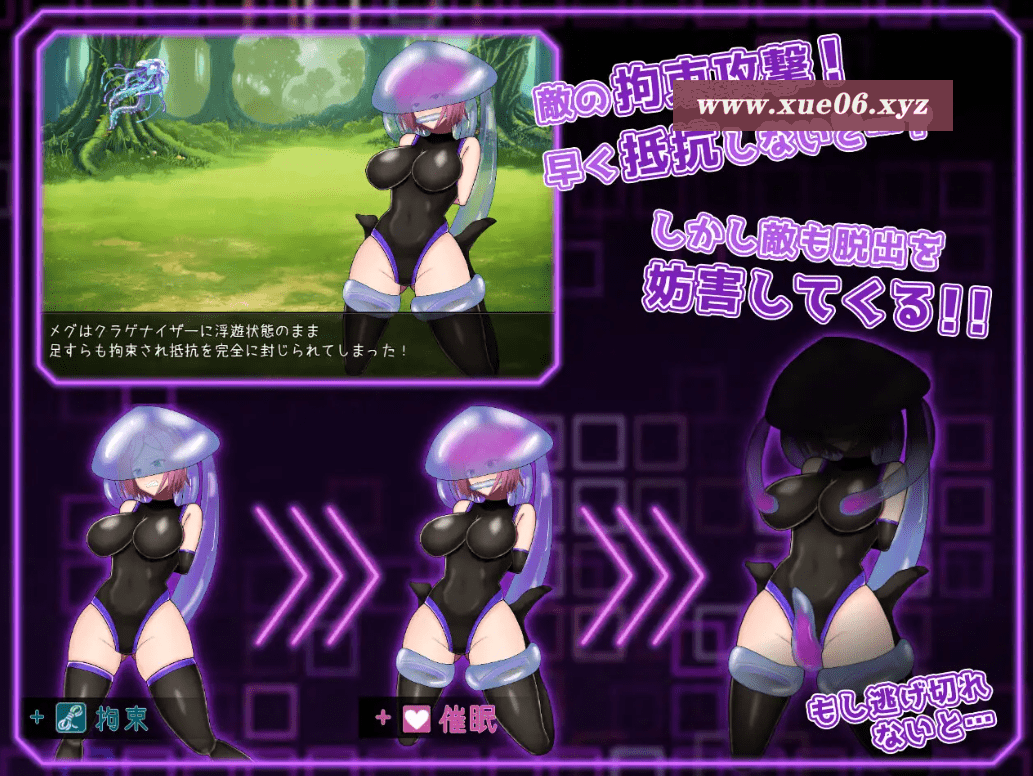 敵の拘束攻撃!
www.xue06.xyz
早く抵抗しないとー!
しかし敵も脱出を
妨害してくる!!
メグはクラゲナイザーに浮遊状態のまま
足すらも拘束され抵抗を完全に封じられてしまった!
+ 拘束
+ 催眠
もし逃げ切れ
ないと…